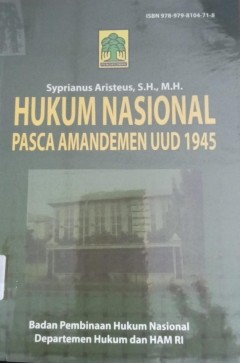 ISBN 978-979-8104-71-8
Syprianus Aristeus, S.H., M.H.
HUKUM NASIONAL
PASCA AMANDEMEN UUD 1945
Badan Pembinaan Hukum Nasional
Departemen Hukum dan HAM RI